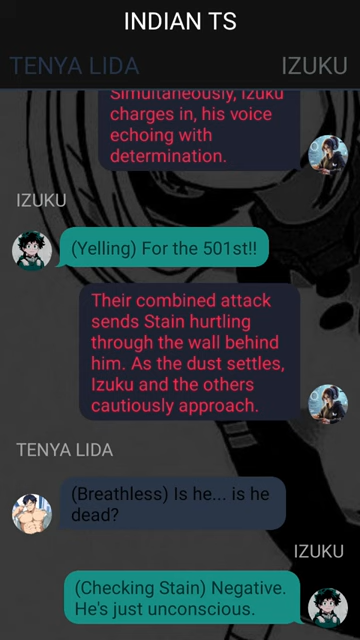 INDIAN TS
TENYA LIDA
IZUKU
Simultaneously, Izuku
charges in, his voice
echoing with
determination.
IZUKU
(Yelling) For the 501st!!
Their combined attack
sends Stain hurtling
through the wall behind
him. As the dust settles,
Izuku and the others
cautiously approach.
TENYA LIDA
(Breathless) Is he... is he
dead?
IZUKU
(Checking Stain) Negative.
He's just unconscious.